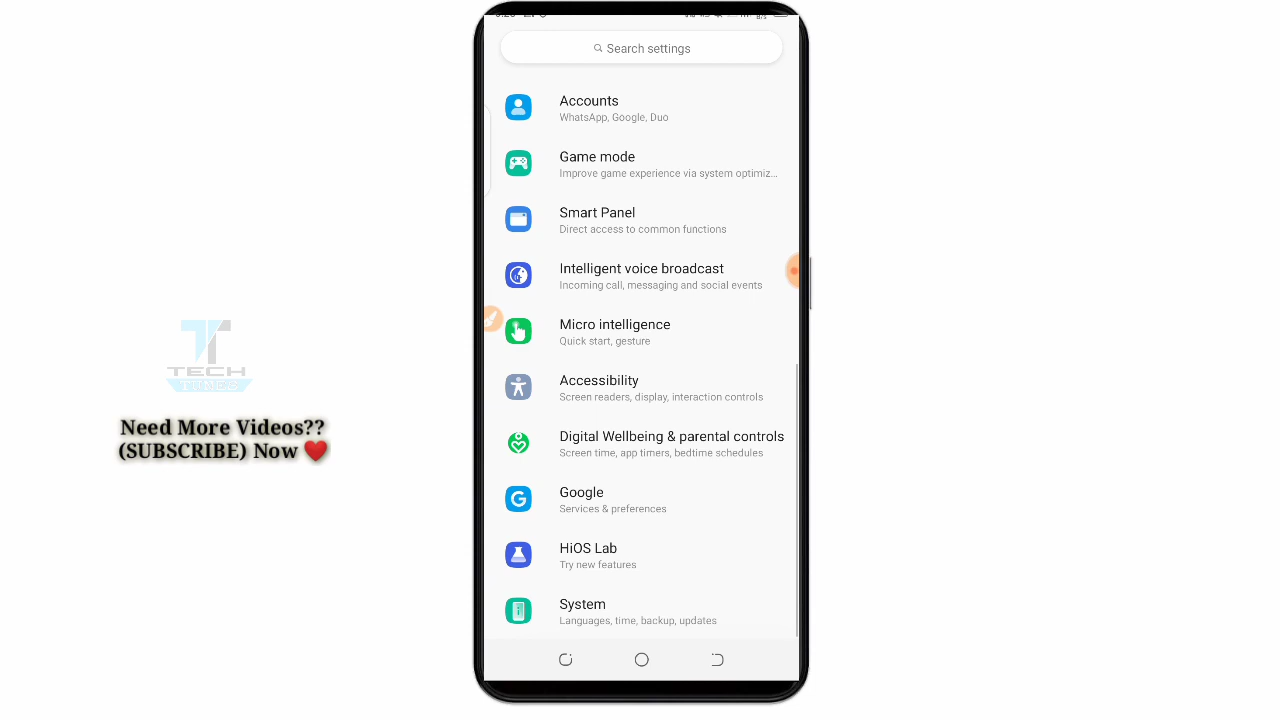 Search settings
Accounts
WhatsApp, Google, Duo
Game mode
Improve game experience via system optimiz...
Smart Panel
Direct access to common functions
Intelligent voice broadcast
Incoming call, messaging and social events
Micro intelligence
Quick start, gesture
Accessibility
Screen readers, display, interaction controls
Digital Wellbeing & parental controls
Screen time, app timers, bedtime schedules
Google
Services & preferences
HiOS Lab
Try new features
System
Languages, time, backup, updates
TECH
TUNES
Need More Videos??
(SUBSCRIBE) Now ❤️